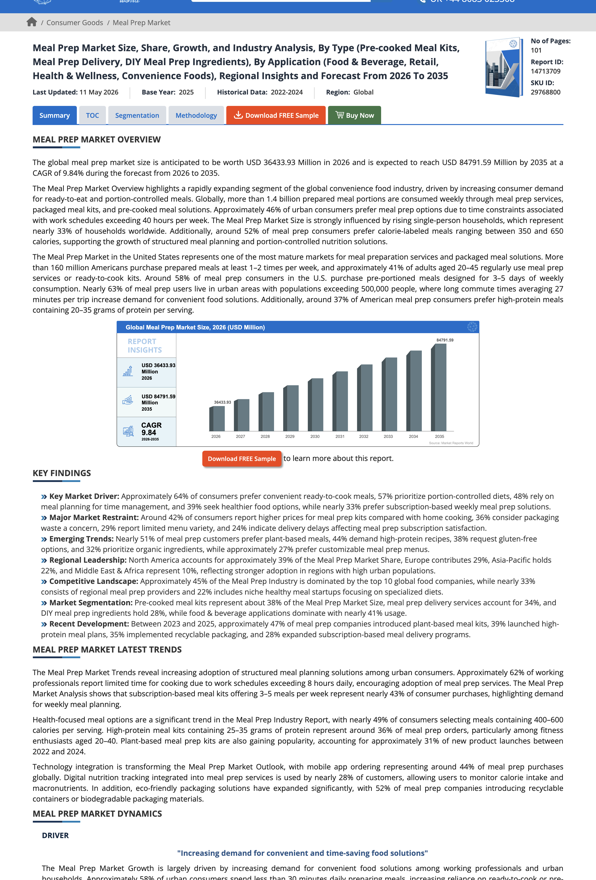 / Consumer Goods / Meal Prep Market
Meal Prep Market Size, Share, Growth, and Industry Analysis, By Type (Pre-cooked Meal Kits,
Meal Prep Delivery, DIY Meal Prep Ingredients), By Application (Food & Beverage, Retail,
Health & Wellness, Convenience Foods), Regional Insights and Forecast From 2026 To 2035
Last Updated: 11 May 2026 Base Year: 2025 Historical Data: 2022-2024 Region: Global
No of Pages:
101
Report ID:
14713709
SKU ID:
29768800
Summary TOC Segmentation Methodology Download FREE Sample Buy Now
MEAL PREP MARKET OVERVIEW
The global meal prep market size is anticipated to be worth USD 36433.93 Million in 2026 and is expected to reach USD 84791.59 Million by 2035 at a
CAGR of 9.84% during the forecast from 2026 to 2035.
The Meal Prep Market Overview highlights a rapidly expanding segment of the global convenience food industry, driven by increasing consumer demand
for ready-to-eat and portion-controlled meals. Globally, more than 1.4 billion prepared meal portions are consumed weekly through meal prep services,
packaged meal kits, and pre-cooked meal solutions. Approximately 46% of urban consumers prefer meal prep options due to time constraints associated
with work schedules exceeding 40 hours per week. The Meal Prep Market Size is strongly influenced by rising single-person households, which represent
nearly 33% of households worldwide. Additionally, around 52% of meal prep consumers prefer calorie-labeled meals ranging between 350 and 650
calories, supporting the growth of structured meal planning and portion-controlled nutrition solutions.
The Meal Prep Market in the United States represents one of the most mature markets for meal preparation services and packaged meal solutions. More
than 160 million Americans purchase prepared meals at least 1–2 times per week, and approximately 41% of adults aged 20–45 regularly use meal prep
services or ready-to-cook kits. Around 58% of meal prep consumers in the U.S. purchase pre-portioned meals designed for 3–5 days of weekly
consumption. Nearly 63% of meal prep users live in urban areas with populations exceeding 500,000 people, where long commute times averaging 27
minutes per trip increase demand for convenient food solutions. Additionally, around 37% of American meal prep consumers prefer high-protein meals
containing 20–35 grams of protein per serving.
Global Meal Prep Market Size, 2026 (USD Million)
REPORT
INSIGHTS
USD 36433.93
Million
2026
USD 84791.59
Million
2035
CAGR
9.84
2026-2035
36433.93
84791.59
2026 2027 2028 2029 2030 2031 2032 2033 2034 2035
Download FREE Sample to learn more about this report.
KEY FINDINGS
» Key Market Driver: Approximately 64% of consumers prefer convenient ready-to-cook meals, 57% prioritize portion-controlled diets, 48% rely on
meal planning for time management, and 39% seek healthier food options, while nearly 33% prefer subscription-based weekly meal prep solutions.
» Major Market Restraint: Around 42% of consumers report higher prices for meal prep kits compared with home cooking, 36% consider packaging
waste a concern, 29% report limited menu variety, and 24% indicate delivery delays affecting meal prep subscription satisfaction.
» Emerging Trends: Nearly 51% of meal prep customers prefer plant-based meals, 44% demand high-protein recipes, 38% request gluten-free
options, and 32% prioritize organic ingredients, while approximately 27% prefer customizable meal prep menus.
» Regional Leadership: North America accounts for approximately 39% of the Meal Prep Market Share, Europe contributes 29%, Asia-Pacific holds
22%, and Middle East & Africa represent 10%, reflecting stronger adoption in regions with high urban populations.
» Competitive Landscape: Approximately 45% of the Meal Prep Industry is dominated by the top 10 global food companies, while nearly 33%
consists of regional meal prep providers and 22% includes niche healthy meal startups focusing on specialized diets.
» Market Segmentation: Pre-cooked meal kits represent about 38% of the Meal Prep Market Size, meal prep delivery services account for 34%, and
DIY meal prep ingredients hold 28%, while food & beverage applications dominate with nearly 41% usage.
» Recent Development: Between 2023 and 2025, approximately 47% of meal prep companies introduced plant-based meal kits, 39% launched high-
protein meal plans, 35% implemented recyclable packaging, and 28% expanded subscription-based meal delivery programs.
MEAL PREP MARKET LATEST TRENDS
The Meal Prep Market Trends reveal increasing adoption of structured meal planning solutions among urban consumers. Approximately 62% of working
professionals report limited time for cooking due to work schedules exceeding 8 hours daily, encouraging adoption of meal prep services. The Meal Prep
Market Analysis shows that subscription-based meal kits offering 3–5 meals per week represent nearly 43% of consumer purchases, highlighting demand
for weekly meal planning.
Health-focused meal options are a significant trend in the Meal Prep Industry Report, with nearly 49% of consumers selecting meals containing 400–600
calories per serving. High-protein meal kits containing 25–35 grams of protein represent around 36% of meal prep orders, particularly among fitness
enthusiasts aged 20–40. Plant-based meal prep kits are also gaining popularity, accounting for approximately 31% of new product launches between
2022 and 2024.
Technology integration is transforming the Meal Prep Market Outlook, with mobile app ordering representing around 44% of meal prep purchases
globally. Digital nutrition tracking integrated into meal prep services is used by nearly 28% of customers, allowing users to monitor calorie intake and
macronutrients. In addition, eco-friendly packaging solutions have expanded significantly, with 52% of meal prep companies introducing recyclable
containers or biodegradable packaging materials.
MEAL PREP MARKET DYNAMICS
DRIVER
"Increasing demand for convenient and time-saving food solutions"
The Meal Prep Market Growth is largely driven by increasing demand for convenient food solutions among working professionals and urban